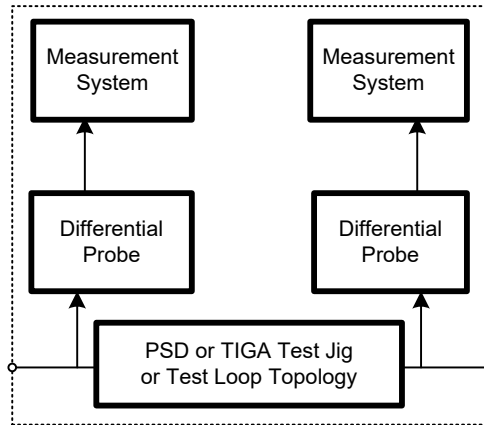 Measurement
System
Measurement
System
Differential
Probe
Differential
Probe
PSD or TIGA Test Jig
or Test Loop Topology